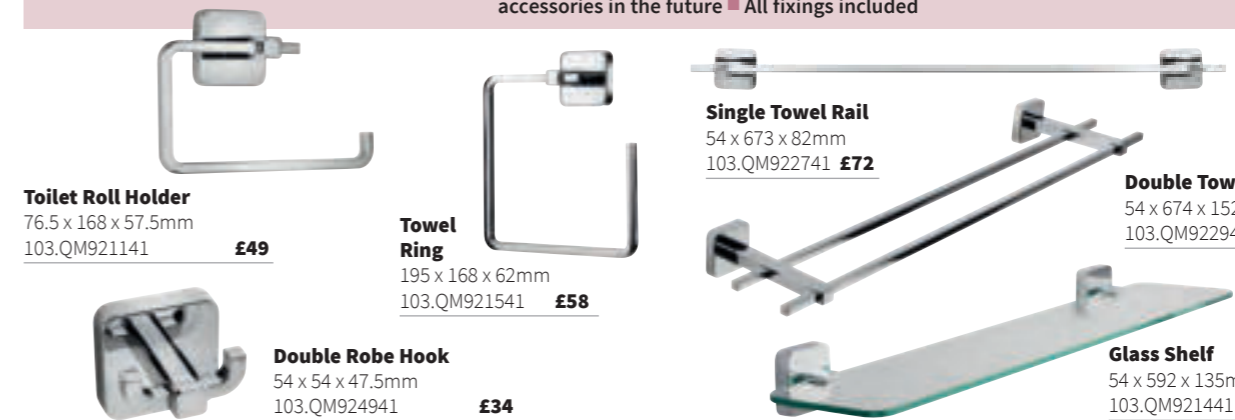 accessories in the future ■ All fixings included
Toilet Roll Holder
76.5 x 168 x 57.5mm
103.QM921141 £49
Towel
Ring
195 x 168 x 62mm
103.QM921541 £58
Double Robe Hook
54 x 54 x 47.5mm
103.QM924941 £34
Single Towel Rail
54 x 673 x 82mm
103.QM922741 £72
Double Tow
54 x 674 x 152
103.QM92294
Glass Shelf
54 x 592 x 135m
103.QM921441